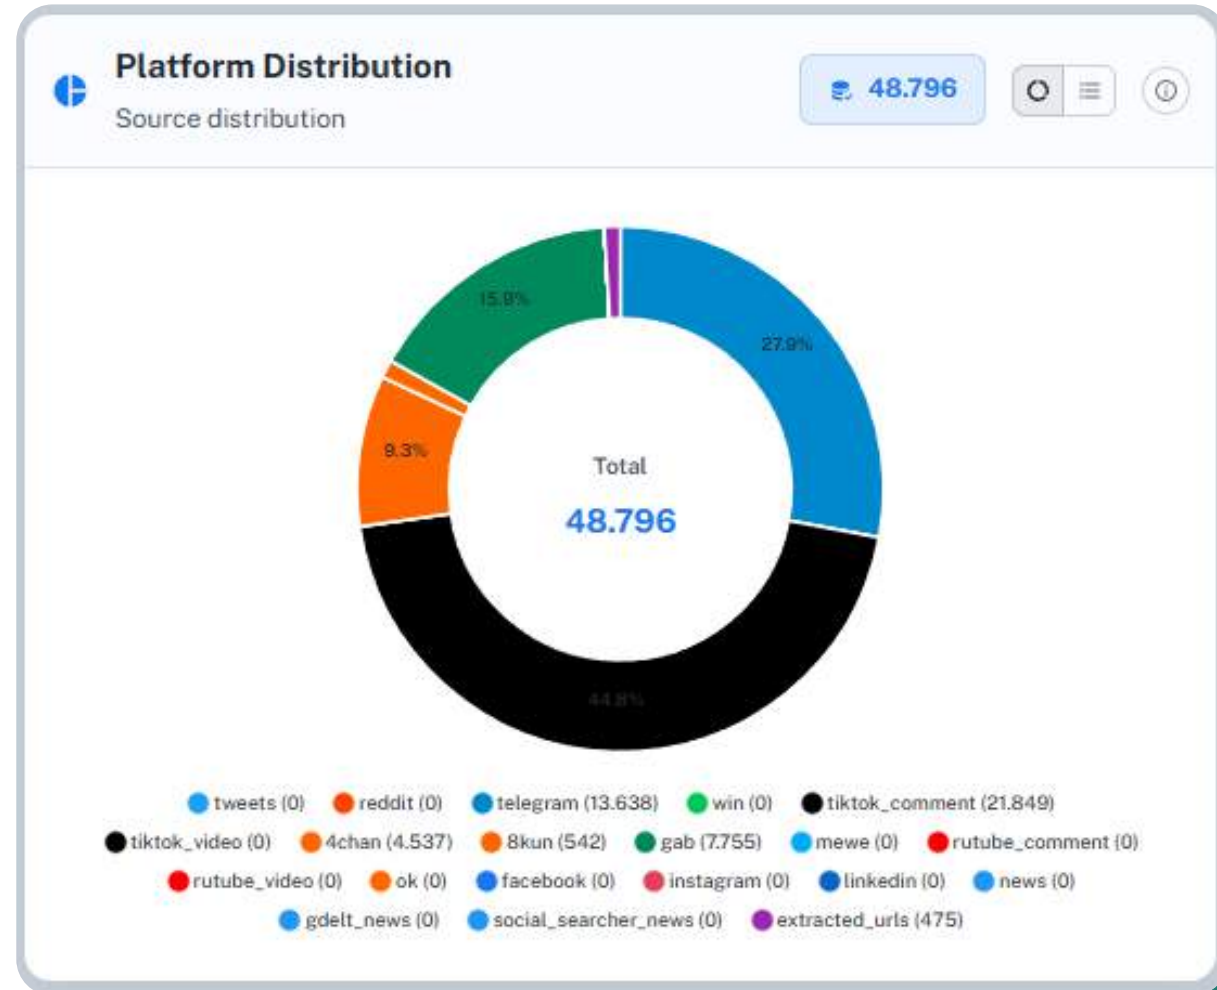 Platform Distribution
Source distribution
48.796
15.9%
27.9%
9.3%
Total
48.796
44.8%
tweets (0) reddit (0) telegram (13.638) win (0) tiktok_comment (21.849)
tiktok_video (0) 4chan (4.537) 8kun (542) gab (7.755) mewe (0) rutube_comment (0)
rutube_video (0) ok (0) facebook (0) instagram (0) linkedin (0) news (0)
gdelt_news (0) social_searcher_news (0) extracted_urls (475)